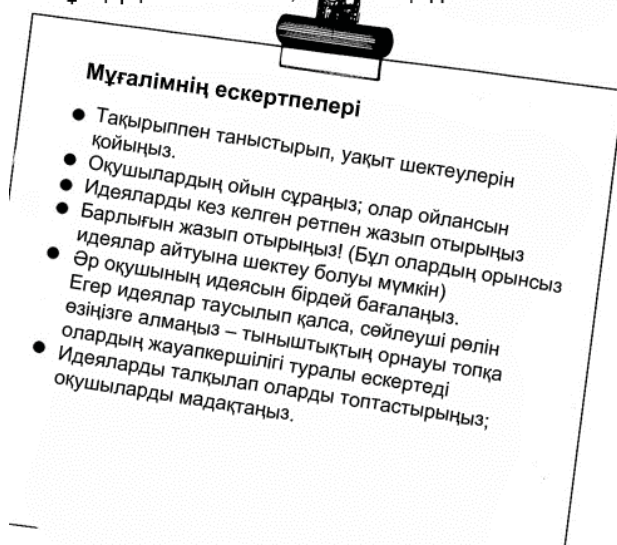 Мұғалімнің ескертпелері
● Тақырыппен таныстырып, уақыт шектеулерін
қойыңыз.
● Оқушылардың ойын сұраңыз; олар ойлансын
● Идеяларды кез келген ретпен жазып отырыңыз
● Барлығын жазып отырыңыз! (Бұл олардың орынсыз
идеялар айтуына шектеу болуы мүмкін)
● Әр оқушының идеясын бірдей бағалаңыз.
Егер идеялар таусылып қалса, сөйлеуші рөлін
өзіңізге алмаңыз – тыныштықтың орнауы топқа
олардың жауапкершілігі туралы ескертеді
● Идеяларды талқылап оларды топтастырыңыз;
оқушыларды мадақтаңыз.